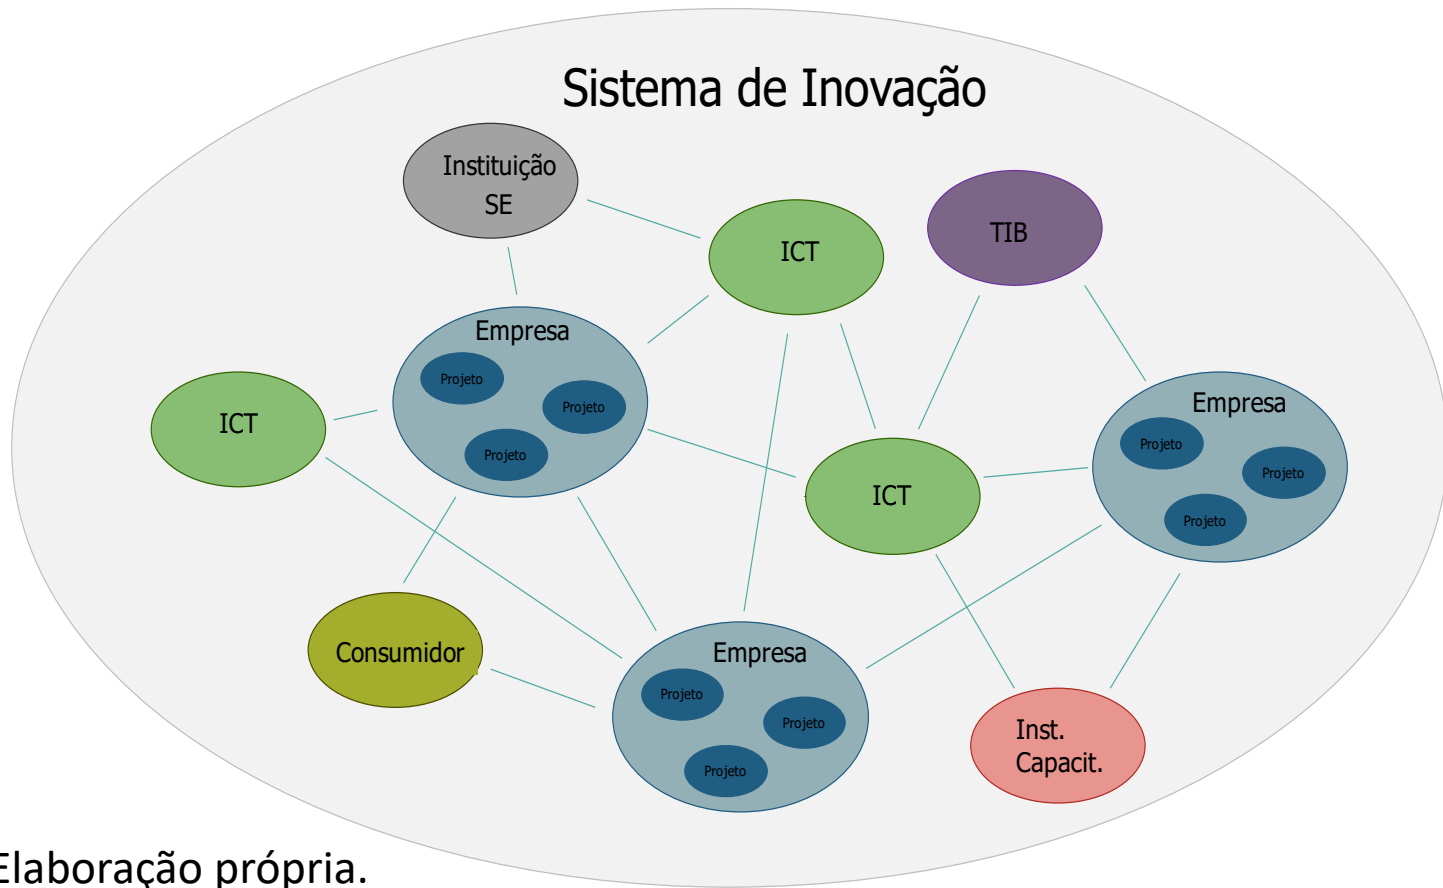 Sistema de Inovação
Instituição
SE
ICT
TIB
Empresa
Projeto
Projeto
Projeto
ICT
Empresa
Projeto
Projeto
Projeto
ICT
Consumidor
Empresa
Projeto
Projeto
Projeto
Inst.
Capacit.
Elaboração própria.